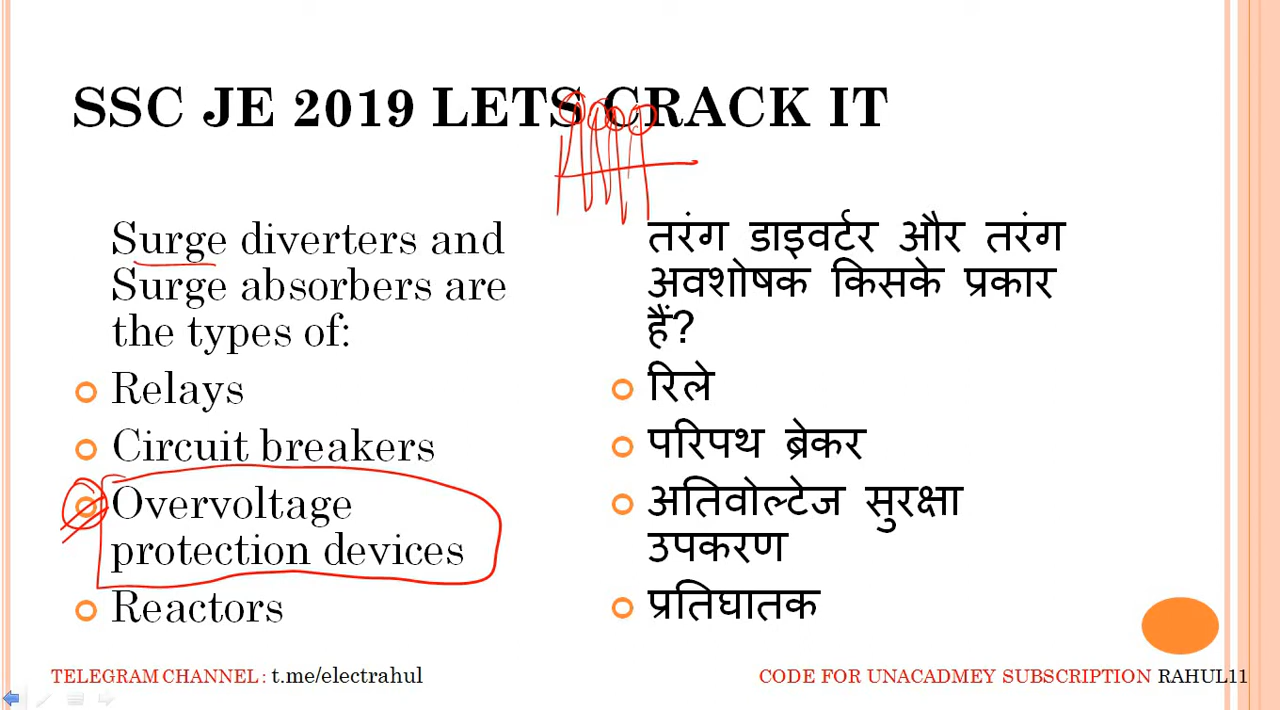 SSC JE 2019 LETS CRACK IT
Surge diverters and
Surge absorbers are
the types of:
Relays
Circuit breakers
Overvoltage
protection devices
Reactors
तरंग डाइवर्टर और तरंग
अवशोषक किसके प्रकार
हैं?
रिले
परिपथ ब्रेकर
अतिवोल्टेज सुरक्षा
उपकरण
प्रतिघातक
TELEGRAM CHANNEL : t.me/electrahul
CODE FOR UNACADMEY SUBSCRIPTION RAHUL11